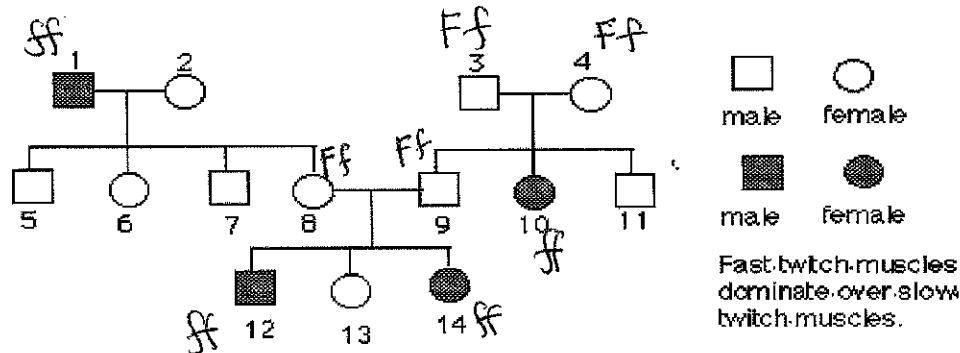 ff Ff Ff
1 2 3 4
male female
Ff Ff
5 6 7 8 9 10 11
male female
ff
Fast-twitch-muscles
dominate-over-slow
twitch-muscles.
ff 12 13 14 ff